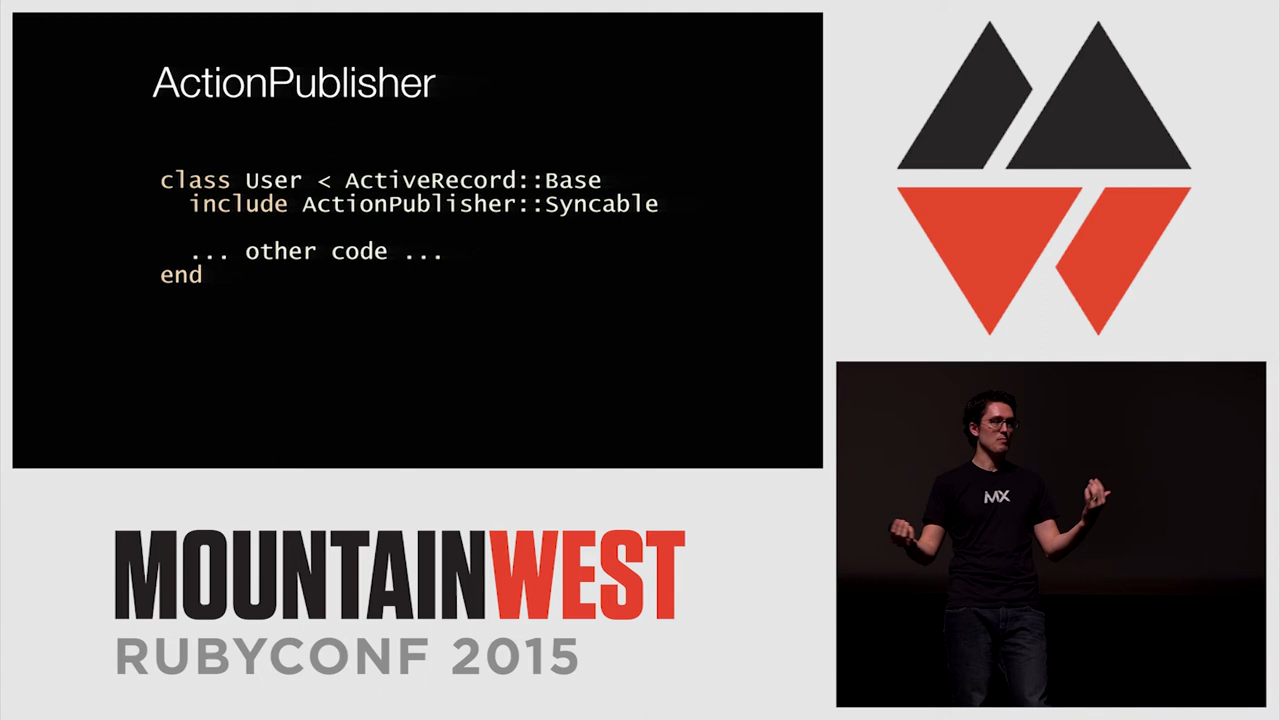 ActionPublisher
class User < ActiveRecord::Base
  include ActionPublisher::Syncable
  ... other code ...
end
MX
MOUNTAINWEST
RUBYCONF 2015